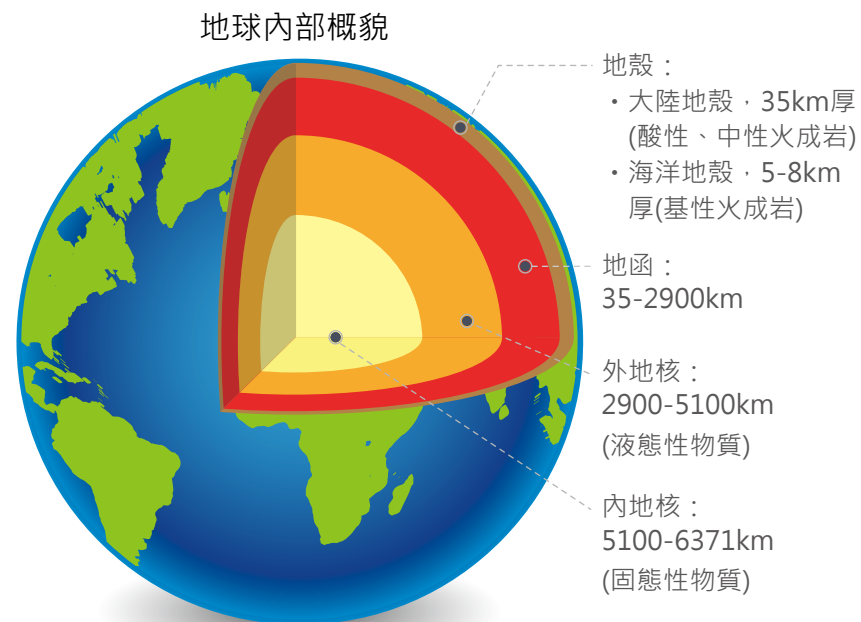 地球內部概貌
地殼：
・大陸地殼，35km厚
(酸性、中性火成岩)
・海洋地殼，5-8km
厚(基性火成岩)
地函：
35-2900km
外地核：
2900-5100km
(液態性物質)
內地核：
5100-6371km
(固態性物質)